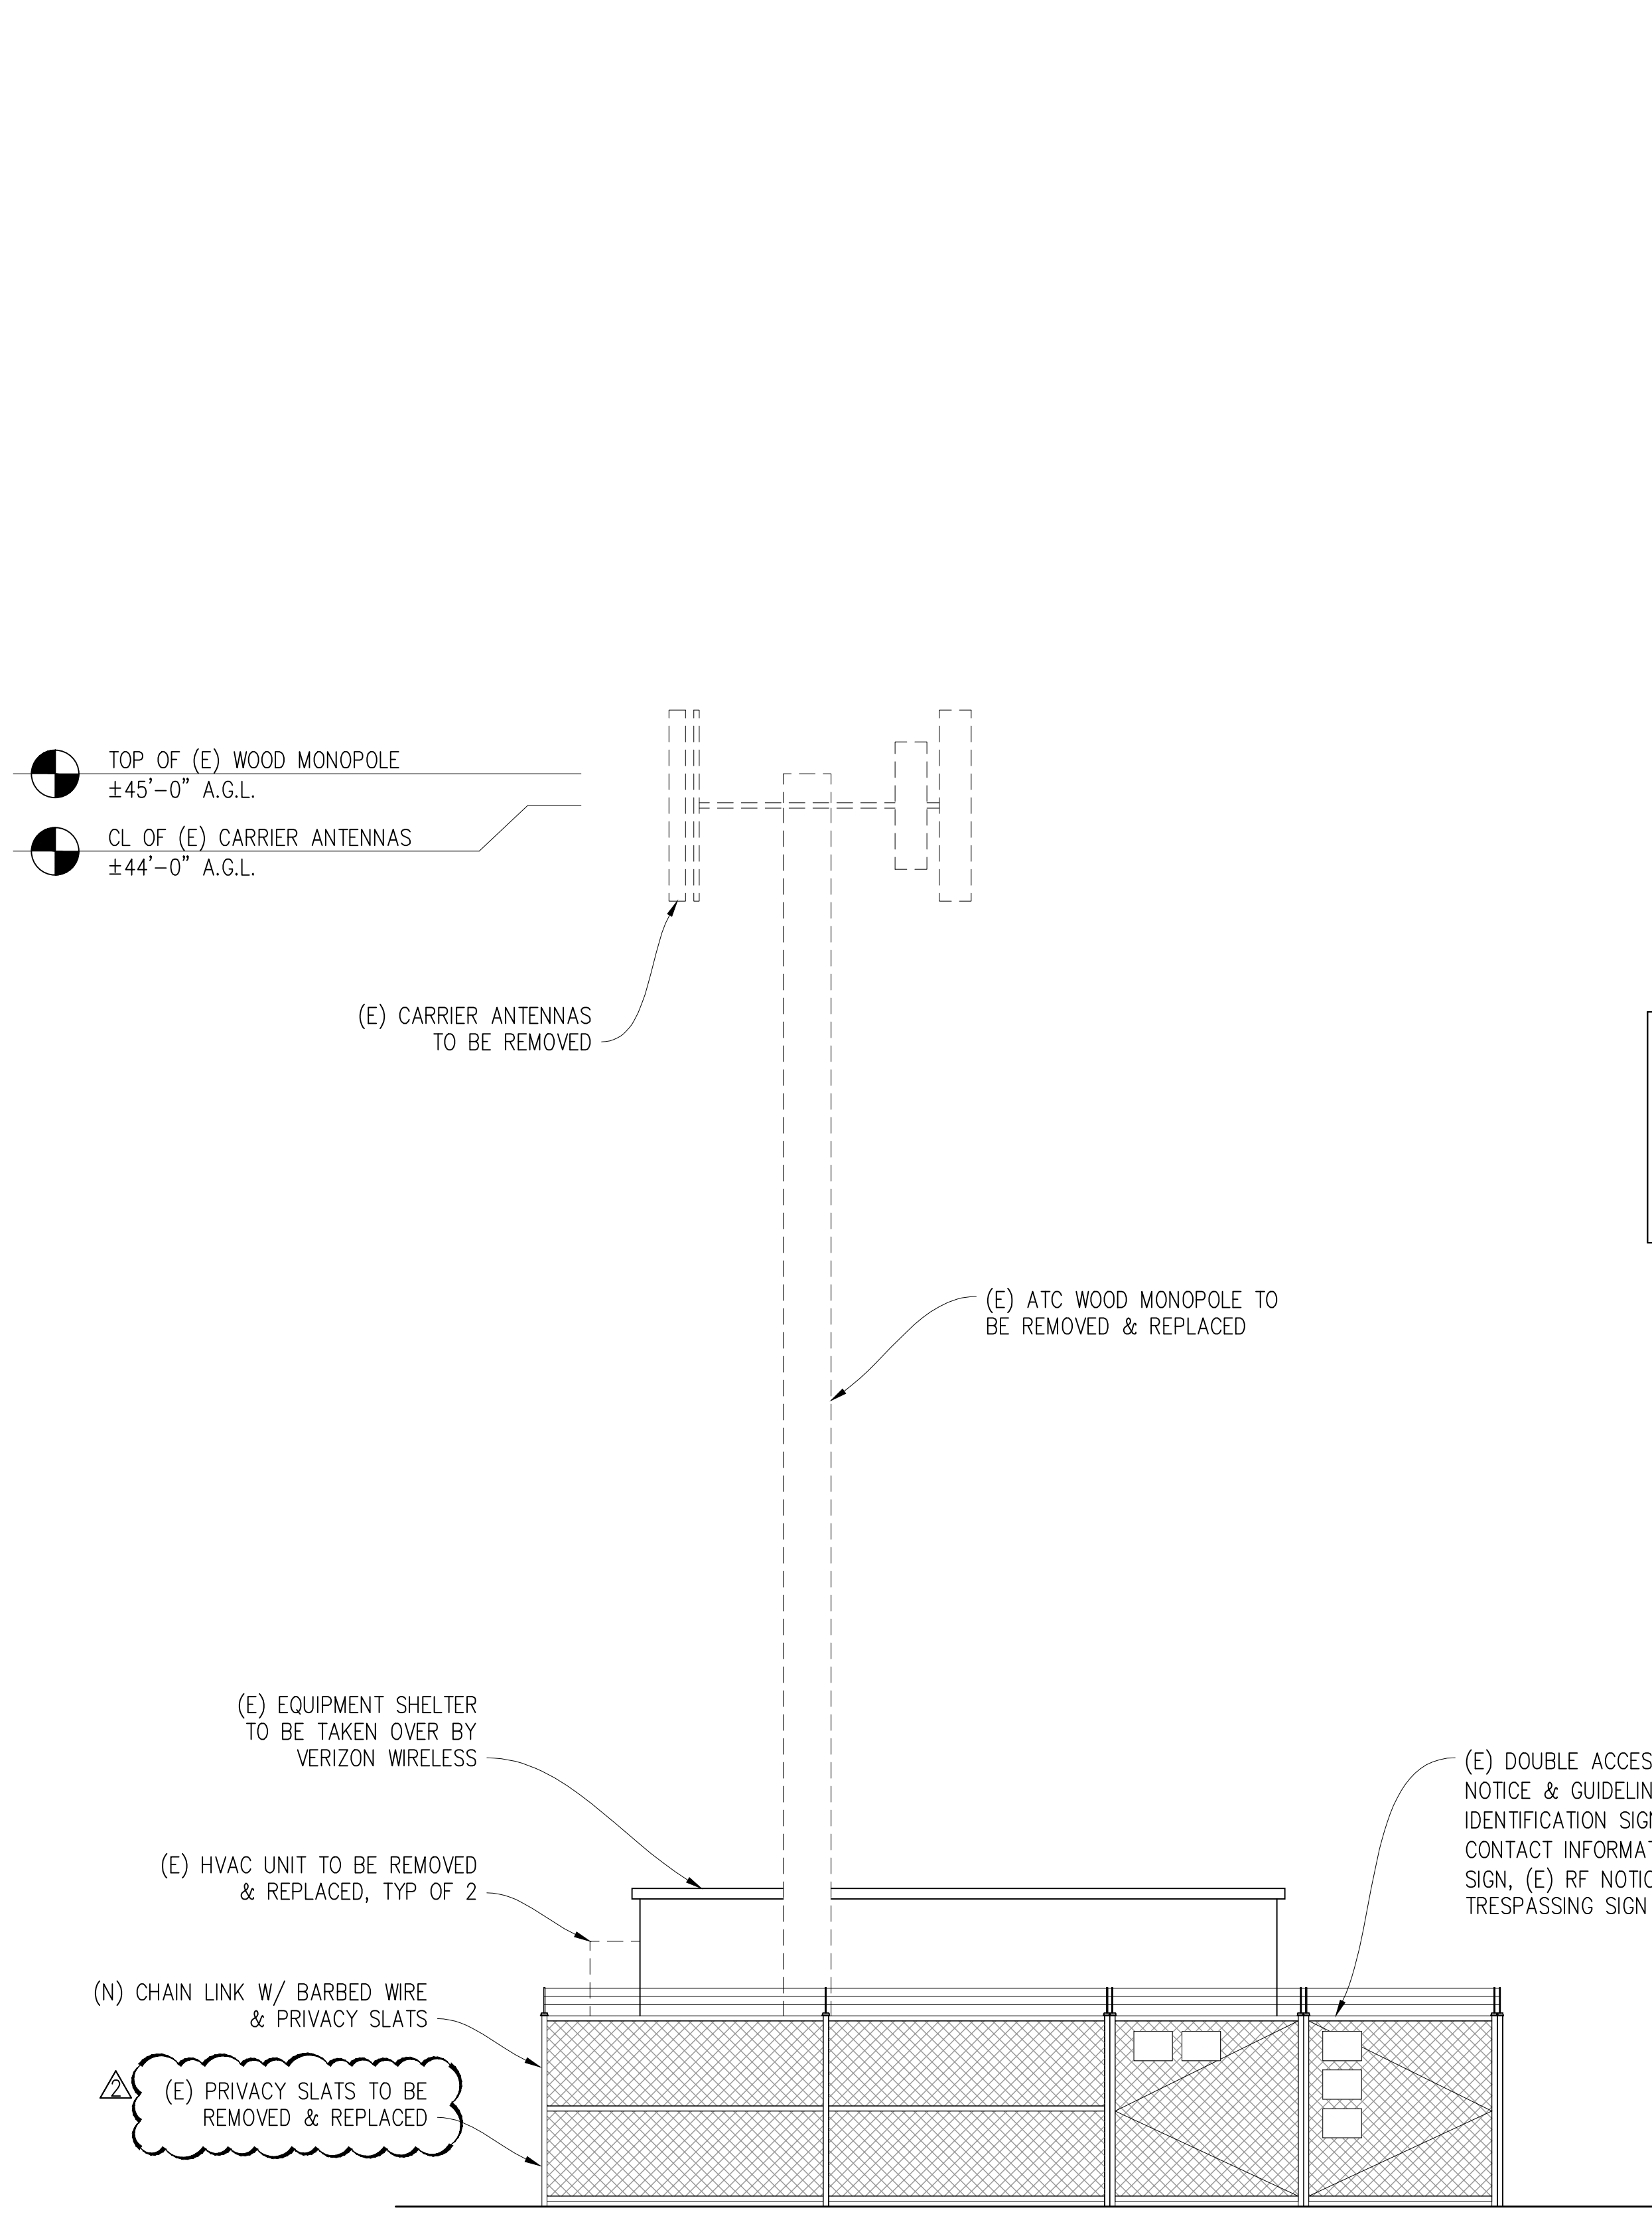 TOP OF (E) WOOD MONOPOLE
±45'-0" A.G.L.
CL OF (E) CARRIER ANTENNAS
±44'-0" A.G.L.
(E) CARRIER ANTENNAS
TO BE REMOVED
(E) ATC WOOD MONOPOLE TO
BE REMOVED & REPLACED
(E) EQUIPMENT SHELTER
TO BE TAKEN OVER BY
VERIZON WIRELESS
(E) DOUBLE ACCES
NOTICE & GUIDELIN
IDENTIFICATION SIG
CONTACT INFORMAT
SIGN, (E) RF NOTIC
TRESPASSING SIGN
(E) HVAC UNIT TO BE REMOVED
& REPLACED, TYP OF 2
(N) CHAIN LINK W/ BARBED WIRE
& PRIVACY SLATS
2
(E) PRIVACY SLATS TO BE
REMOVED & REPLACED